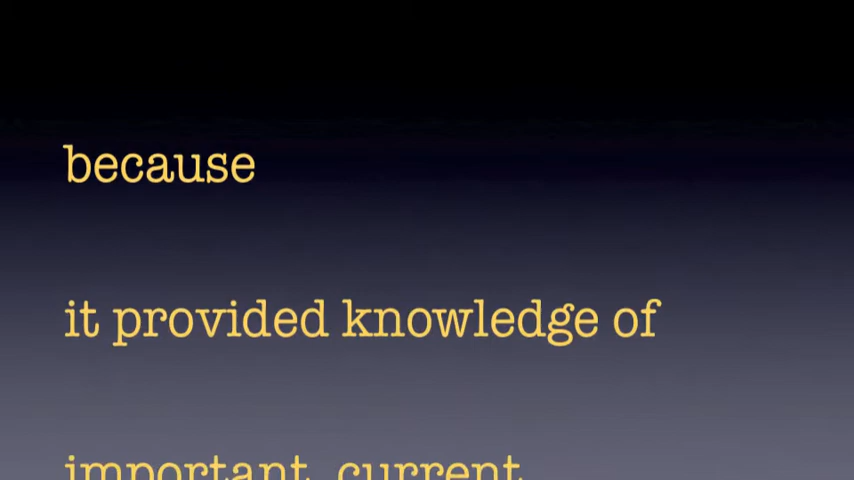 because
it provided knowledge of
important, current